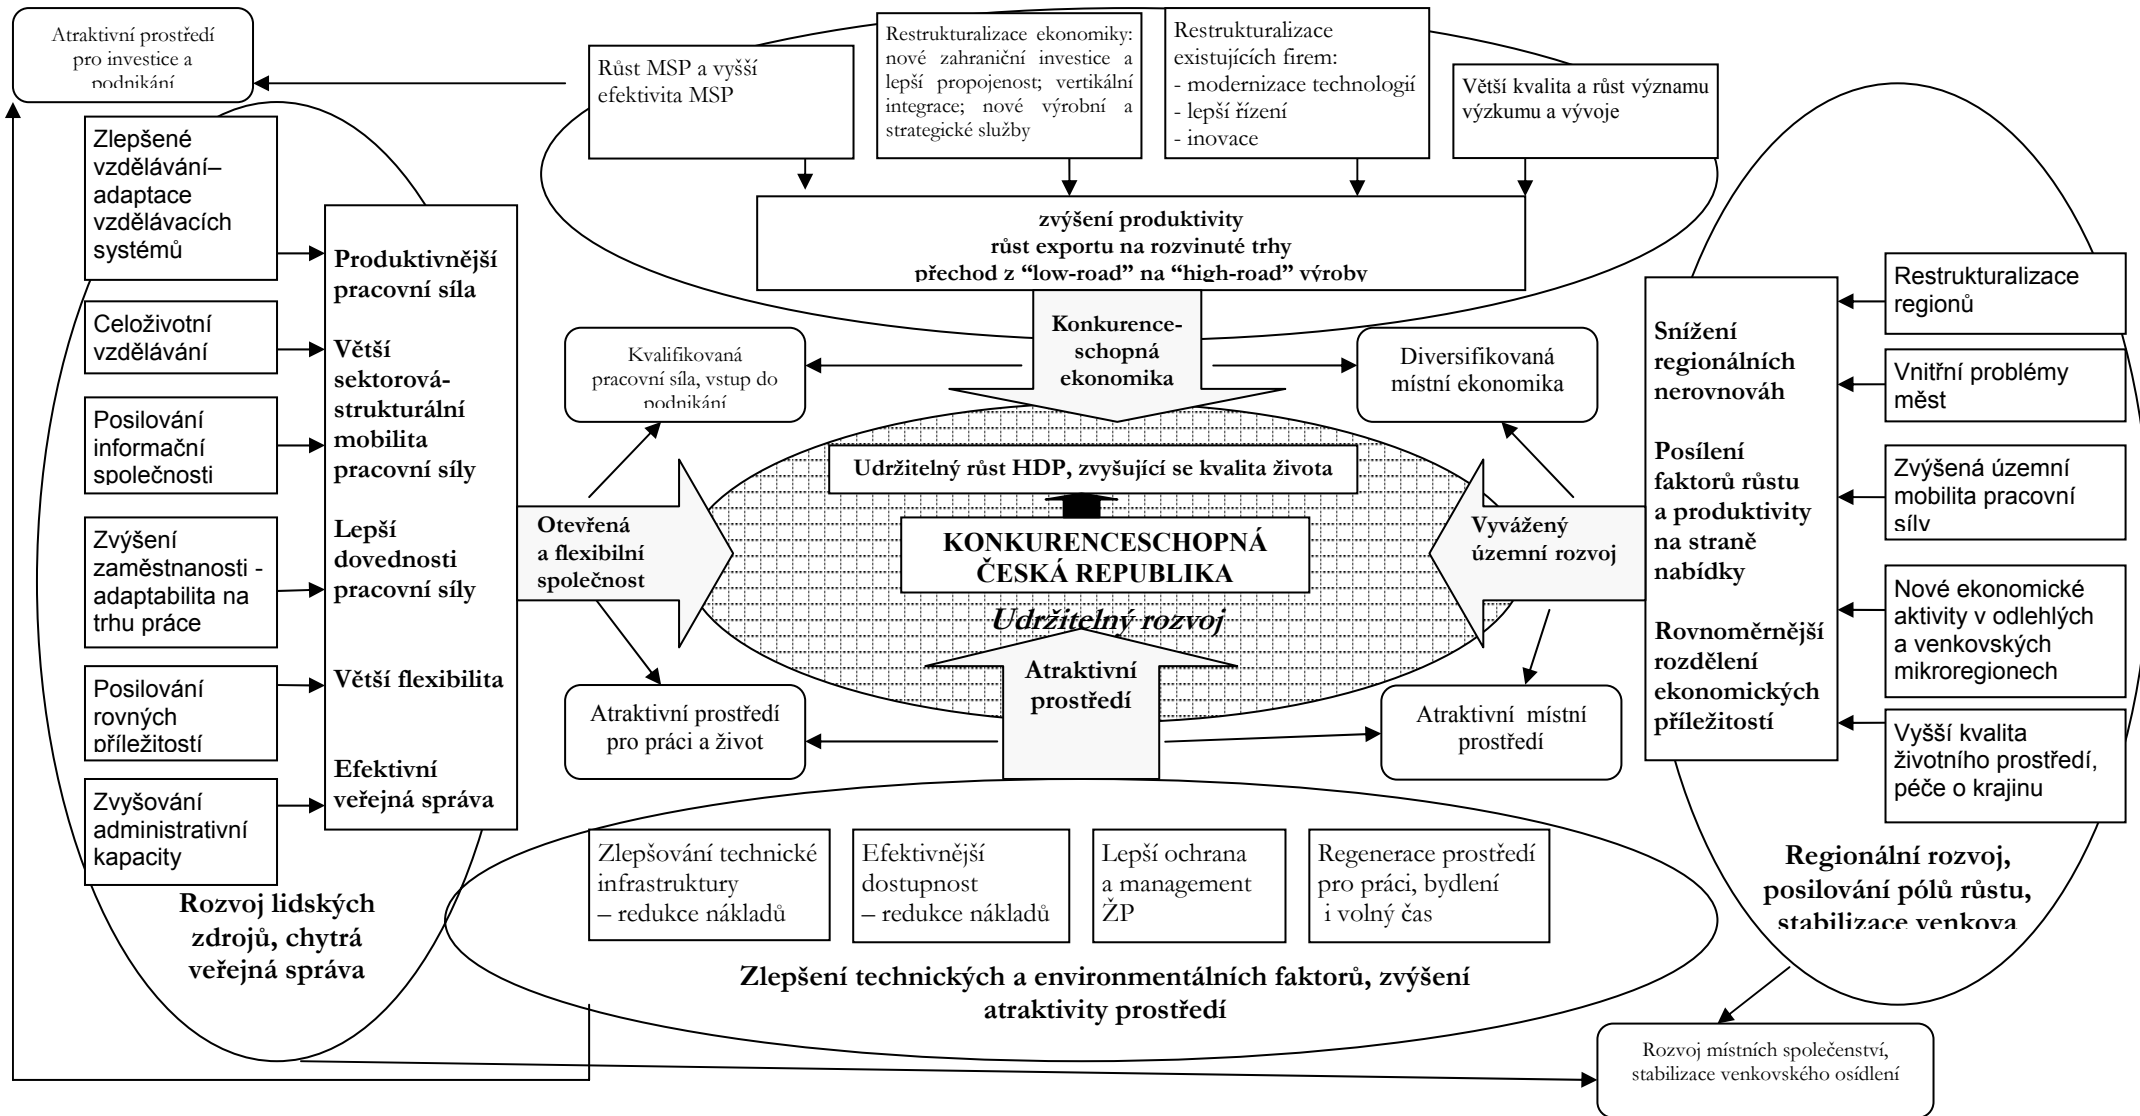 Atraktivní prostředí
pro investice a
podnikání
Růst MSP a vyšší
efektivita MSP
Restrukturalizace ekonomiky:
nové zahraniční investice a
lepší propojenost; vertikální
integrace; nové výrobní a
strategické služby
Restrukturalizace
existujících firem:
- modernizace technologií
- lepší řízení
- inovace
Větší kvalita a růst významu
výzkumu a vývoje
zvýšení produktivity
růst exportu na rozvinuté trhy
přechod z “low-road” na “high-road” výroby
Zlepšené
vzdělávání–
adaptace
vzdělávacích
systémů
Celoživotní
vzdělávání
Posilování
informační
společnosti
Zvýšení
zaměstnanosti -
adaptabilita na
trhu práce
Posilování
rovných
příležitostí
Zvyšování
administrativní
kapacity
Produktivnější
pracovní síla
Větší
sektorová-
strukturální
mobilita
pracovní síly
Lepší
dovednosti
pracovní síly
Větší flexibilita
Efektivní
veřejná správa
Rozvoj lidských
zdrojů, chytrá
veřejná správa
Kvalifikovaná
pracovní síla, vstup do
podnikání
Konkurence-
schopná
ekonomika
Diversifikovaná
místní ekonomika
Otevřená
a flexibilní
společnost
Udržitelný růst HDP, zvyšující se kvalita života
KONKURENCESCHOPNÁ
ČESKÁ REPUBLIKA
Udržitelný rozvoj
Vyvážený
územní rozvoj
Atraktivní
prostředí
Atraktivní prostředí
pro práci a život
Atraktivní místní
prostředí
Snížení
regionálních
nerovnováh
Posílení
faktorů růstu
a produktivity
na straně
nabídky
Rovnoměrnější
rozdělení
ekonomických
příležitostí
Restrukturalizace
regionů
Vnitřní problémy
měst
Zvýšená územní
mobilita pracovní
síly
Nové ekonomické
aktivity v odlehlých
a venkovských
mikroregionech
Vyšší kvalita
životního prostředí,
péče o krajinu
Regionální rozvoj,
posilování pólů růstu,
stabilizace venkova
Zlepšování technické
infrastruktury
– redukce nákladů
Efektivnější
dostupnost
– redukce nákladů
Lepší ochrana
a management
ŽP
Regenerace prostředí
pro práci, bydlení
i volný čas
Zlepšení technických a environmentálních faktorů, zvýšení
atraktivity prostředí
Rozvoj místních společenství,
stabilizace venkovského osídlení